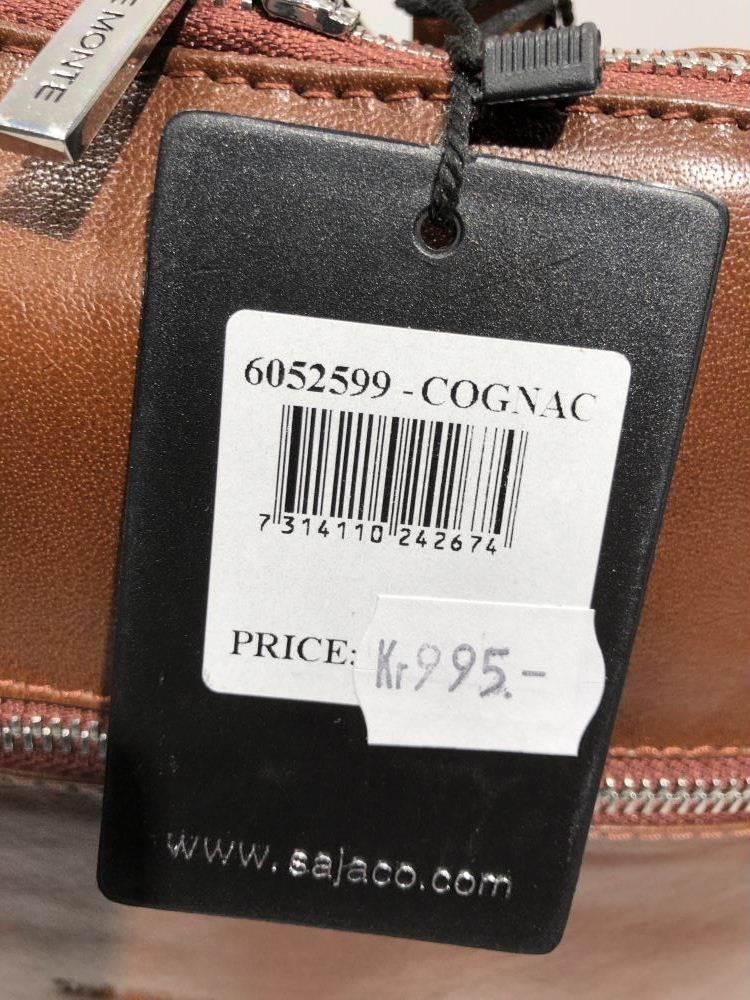 E MONTE
6052599 - COGNAC
7 314110 242674
PRICE:
Kr995.-
www.sajaco.com